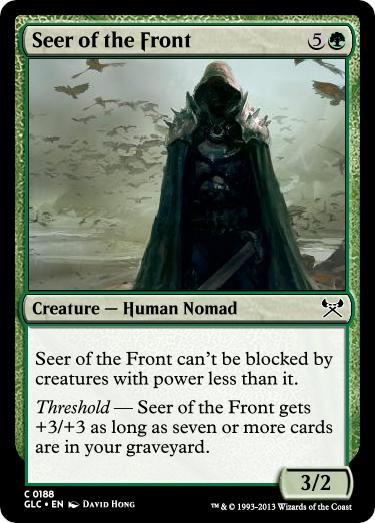 Seer of the Front 5
Creature — Human Nomad
Seer of the Front can't be blocked by
creatures with power less than it.
Threshold — Seer of the Front gets
+3/+3 as long as seven or more cards
are in your graveyard.
3/2
C 0188
GLC • EN David Hong
™ & © 1993-2013 Wizards of the Coast